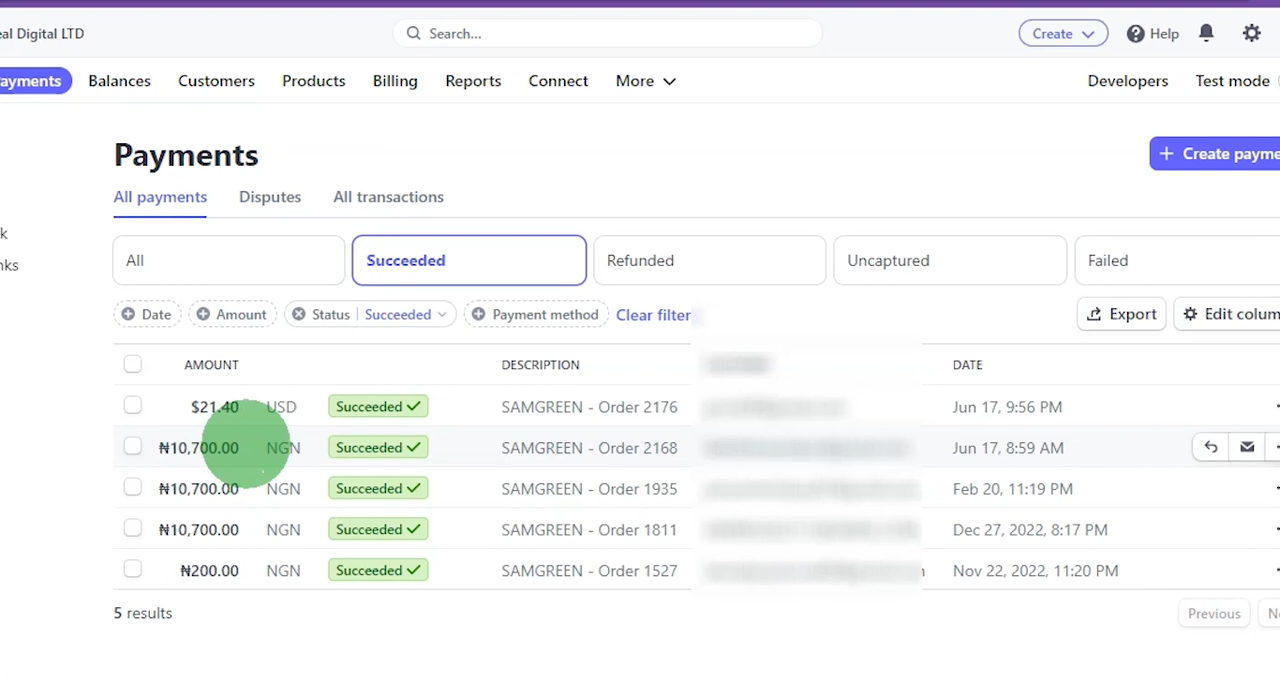 eal Digital LTD Search... Create Help
ayments Balances Customers Products Billing Reports Connect More Developers Test mode
Payments
+ Create payme
All payments Disputes All transactions
k
nks
All Succeeded Refunded Uncaptured Failed
Date Amount Status | Succeeded Payment method Clear filter Export Edit colum
AMOUNT DESCRIPTION DATE
$21.40 USD Succeeded ✓ SAMGREEN - Order 2176 Jun 17, 9:56 PM
₦10,700.00 NGN Succeeded ✓ SAMGREEN - Order 2168 Jun 17, 8:59 AM
₦10,700.00 NGN Succeeded ✓ SAMGREEN - Order 1935 Feb 20, 11:19 PM
₦10,700.00 NGN Succeeded ✓ SAMGREEN - Order 1811 Dec 27, 2022, 8:17 PM
₦200.00 NGN Succeeded ✓ SAMGREEN - Order 1527 Nov 22, 2022, 11:20 PM
5 results Previous Ne